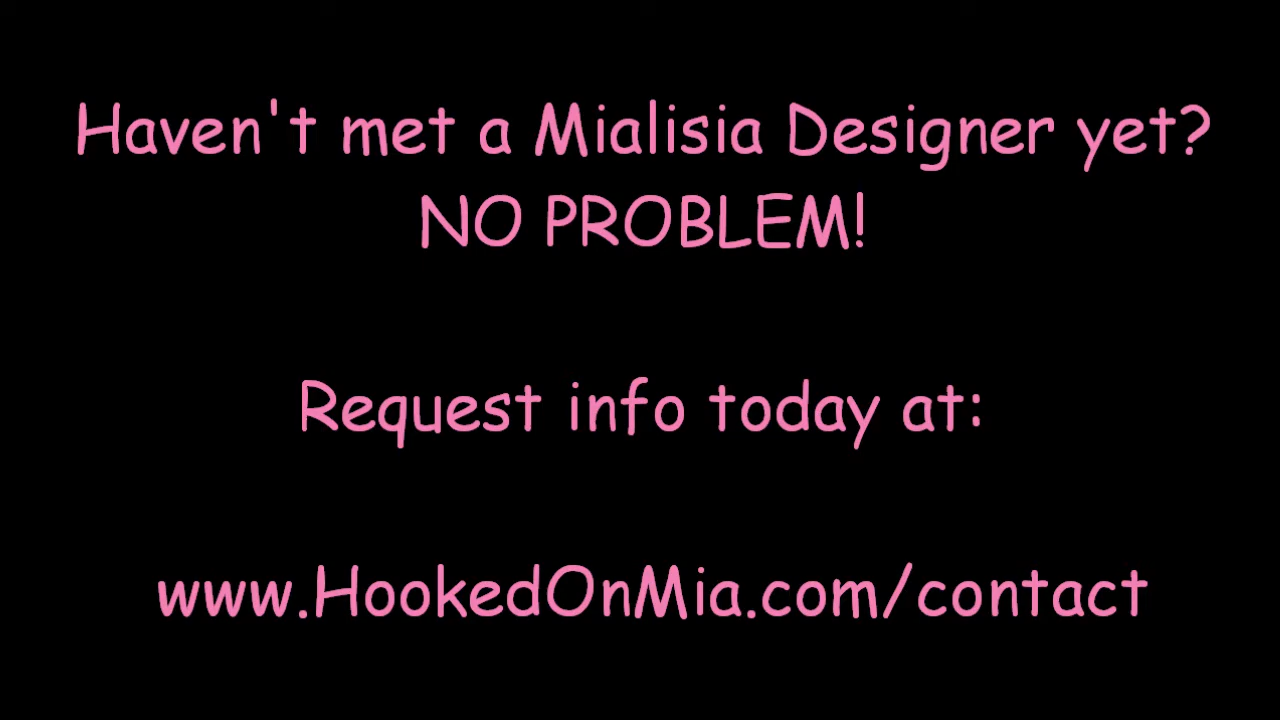 Haven't met a Mialisia Designer yet?
NO PROBLEM!
Request info today at:
www.HookedOnMia.com/contact